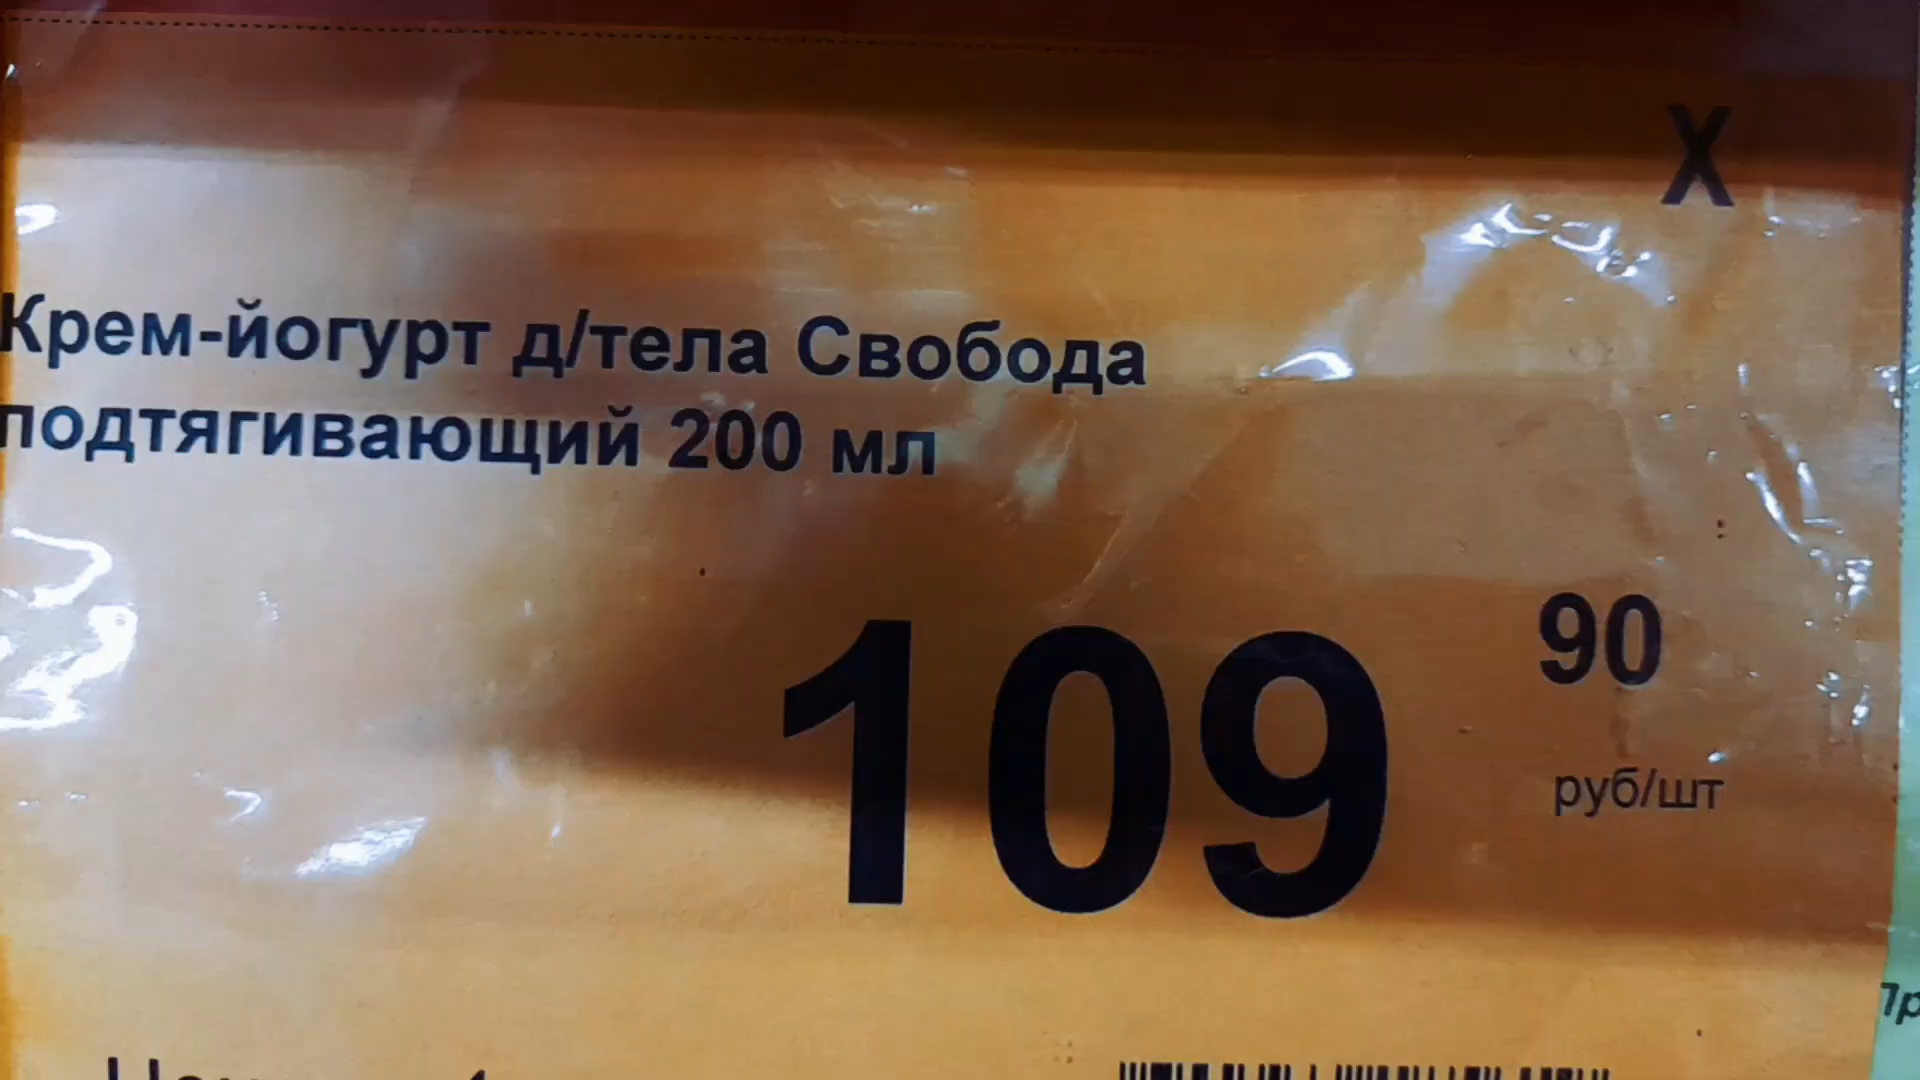 X
Крем-йогурт д/тела Свобода
подтягивающий 200 мл
109 90
руб/шт